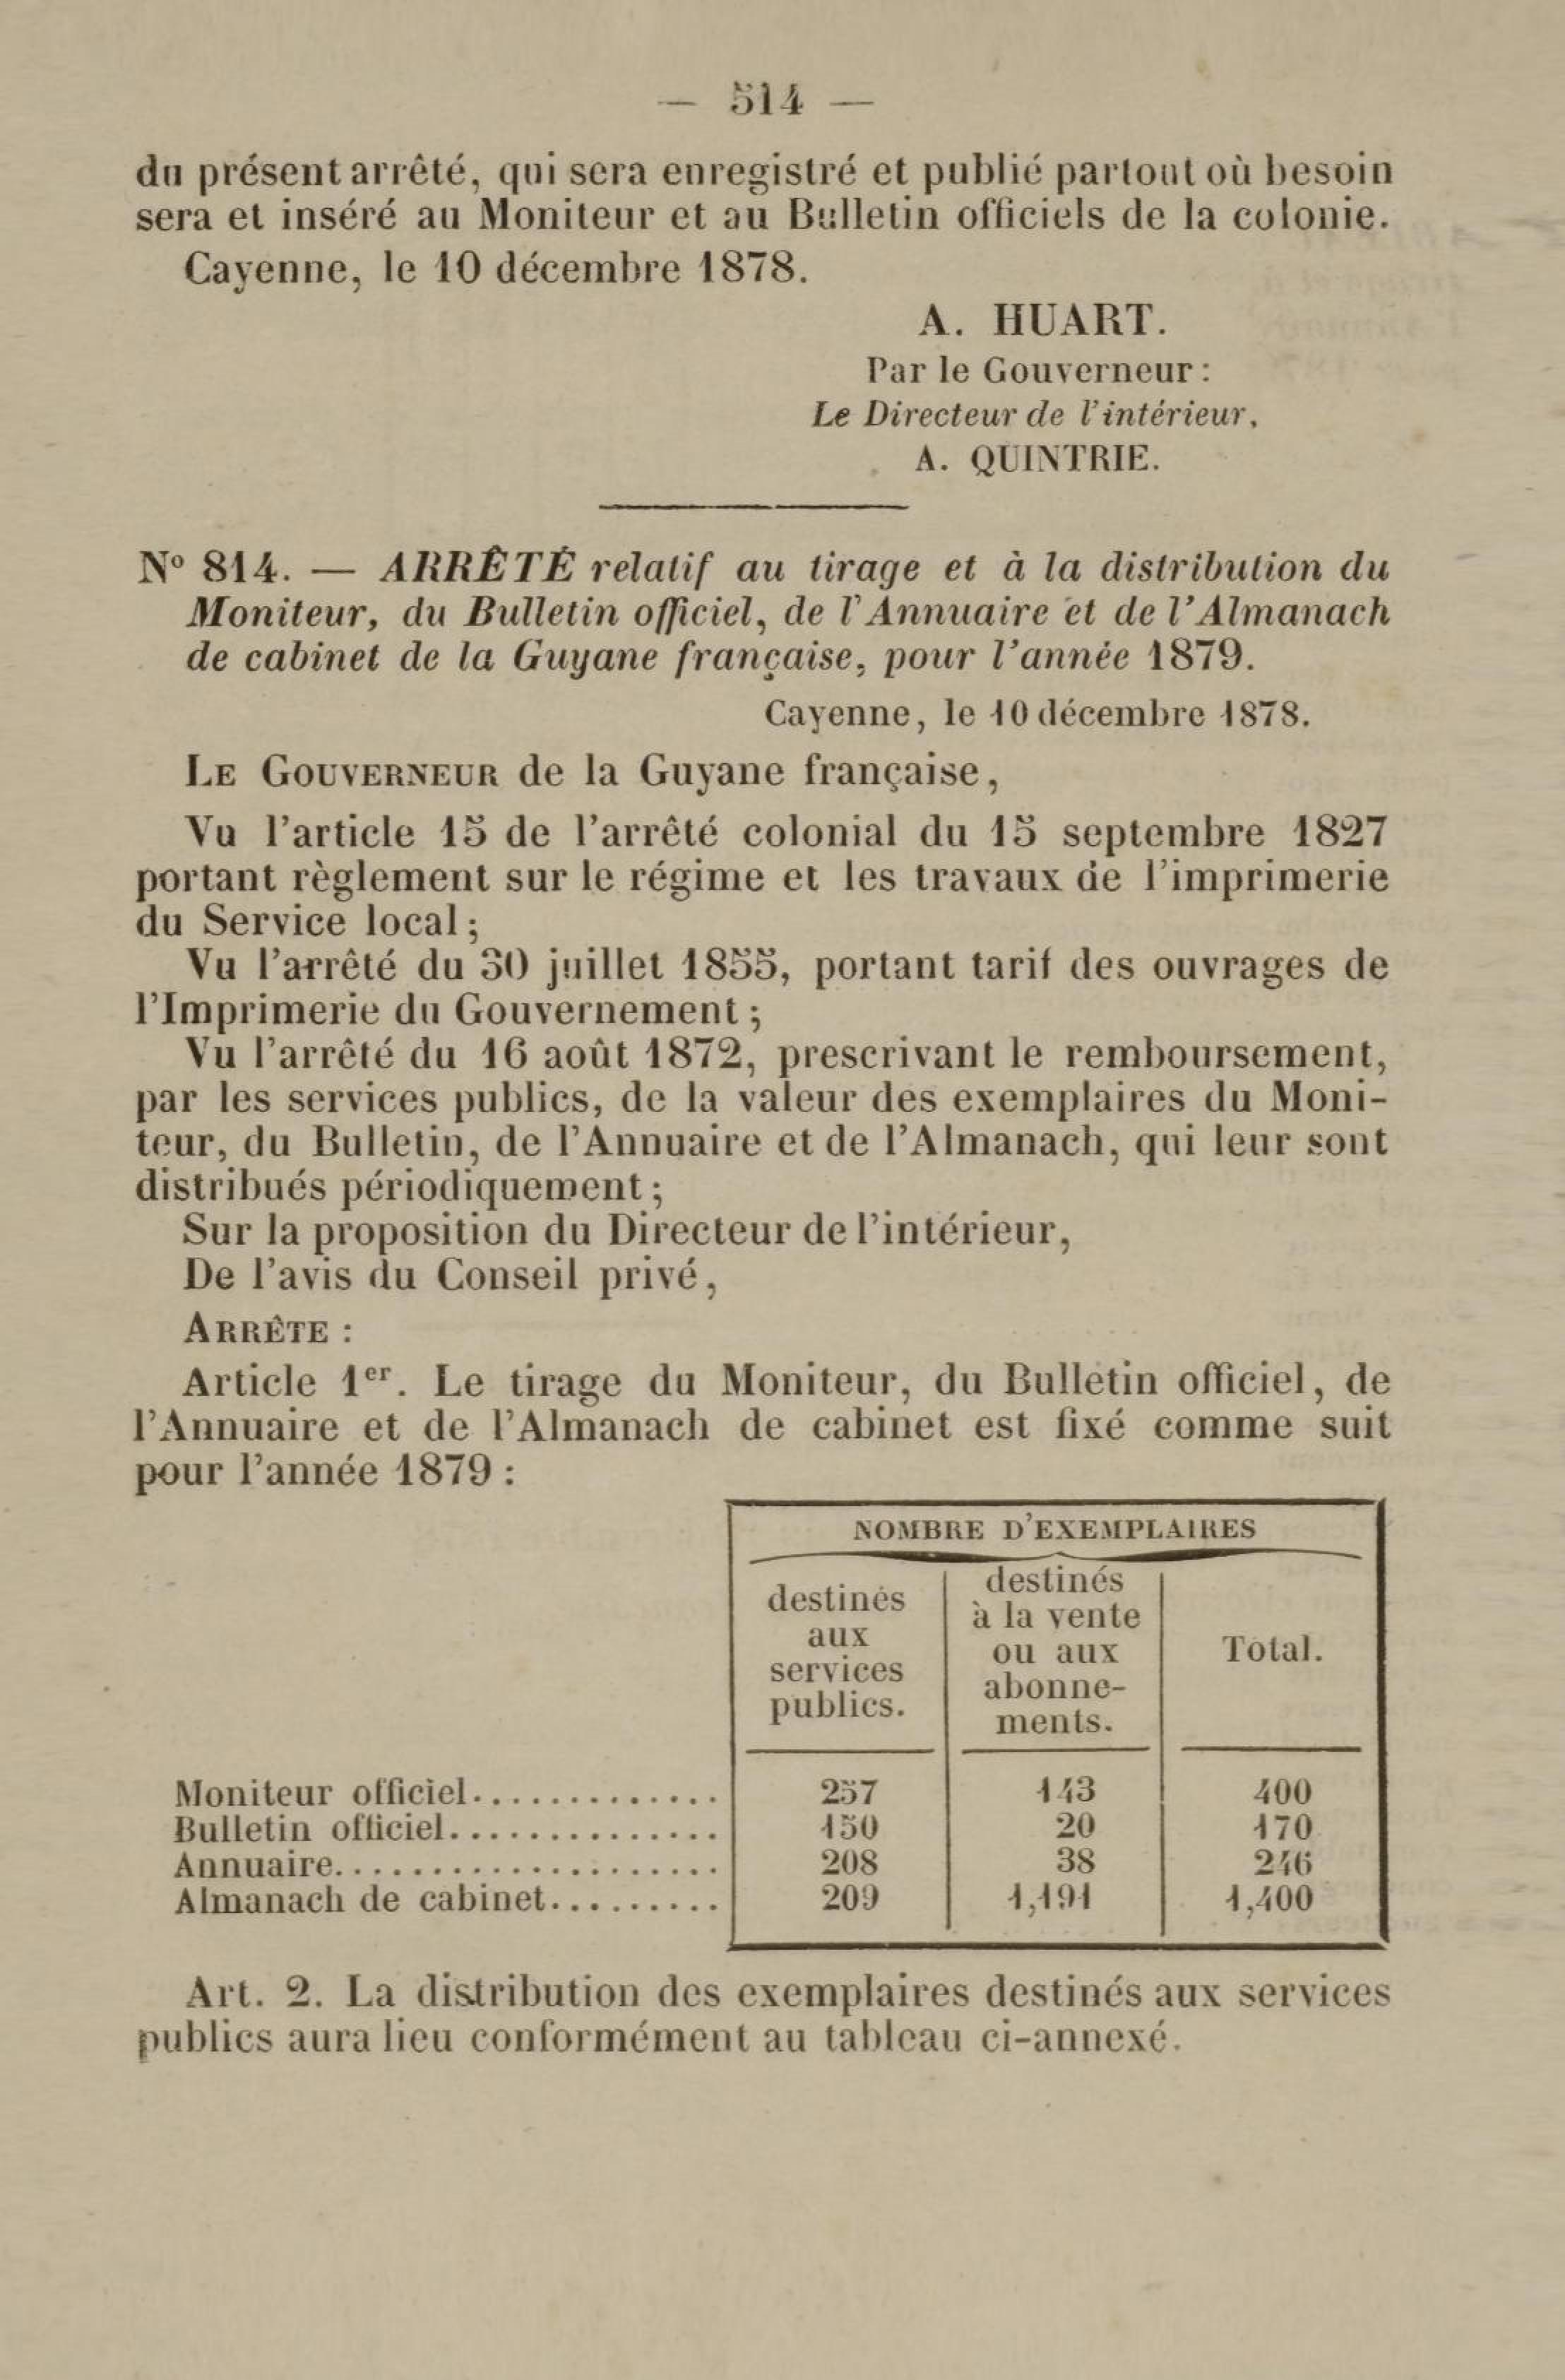 — 514 —
du présent arrêté, qui sera enregistré et publié partout où besoin
sera et inséré au Moniteur et au Bulletin officiels de la colonie.
Cayenne, le 10 décembre 1878.
A. HUART.
Par le Gouverneur :
Le Directeur de l'intérieur,
A. QUINTRIE.
N° 814. — ARRÊTÉ relatif au tirage et à la distribution du
Moniteur, du Bulletin officiel, de l'Annuaire et de l'Almanach
de cabinet de la Guyane française, pour l'année 1879.
Cayenne, le 10 décembre 1878.
LE GOUVERNEUR de la Guyane française,
Vu l'article 15 de l'arrêté colonial du 15 septembre 1827
portant règlement sur le régime et les travaux de l'imprimerie
du Service local ;
Vu l'arrêté du 30 juillet 1855, portant tarif des ouvrages de
l'Imprimerie du Gouvernement ;
Vu l'arrêté du 16 août 1872, prescrivant le remboursement,
par les services publics, de la valeur des exemplaires du Moni-
teur, du Bulletin, de l'Annuaire et de l'Almanach, qui leur sont
distribués périodiquement ;
Sur la proposition du Directeur de l'intérieur,
De l'avis du Conseil privé,
ARRÊTE :
Article 1er. Le tirage du Moniteur, du Bulletin officiel, de
l'Annuaire et de l'Almanach de cabinet est fixé comme suit
pour l'année 1879 :
NOMBRE D'EXEMPLAIRES
destinés
aux
services
publics.
destinés
à la vente
ou aux
abonne-
ments.
Total.
Moniteur officiel............. 257 143 400
Bulletin officiel.............. 150 20 170
Annuaire.................... 208 38 246
Almanach de cabinet......... 209 1,191 1,400
Art. 2. La distribution des exemplaires destinés aux services
publics aura lieu conformément au tableau ci-annexé.